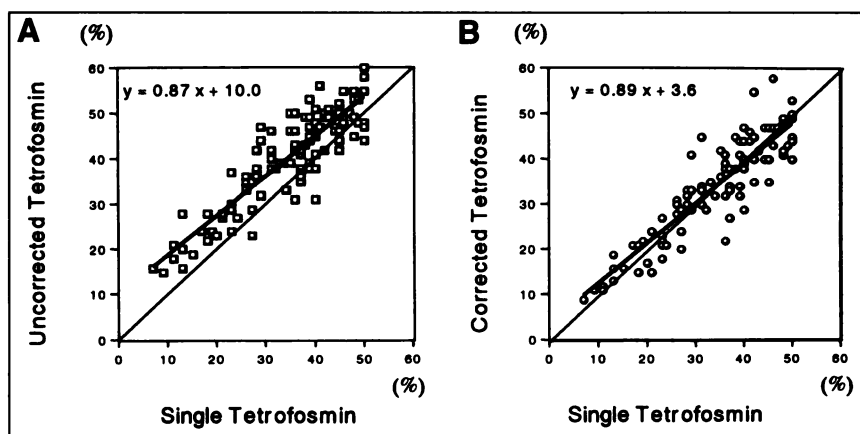 A (%)
60
50
40
30
20
10
0
Uncorrected Tetrofosmin
y = 0.87 x + 10.0
0 10 20 30 40 50 60
(%)
Single Tetrofosmin
B (%)
60
50
40
30
20
10
0
Corrected Tetrofosmin
y = 0.89 x + 3.6
0 10 20 30 40 50 60
(%)
Single Tetrofosmin